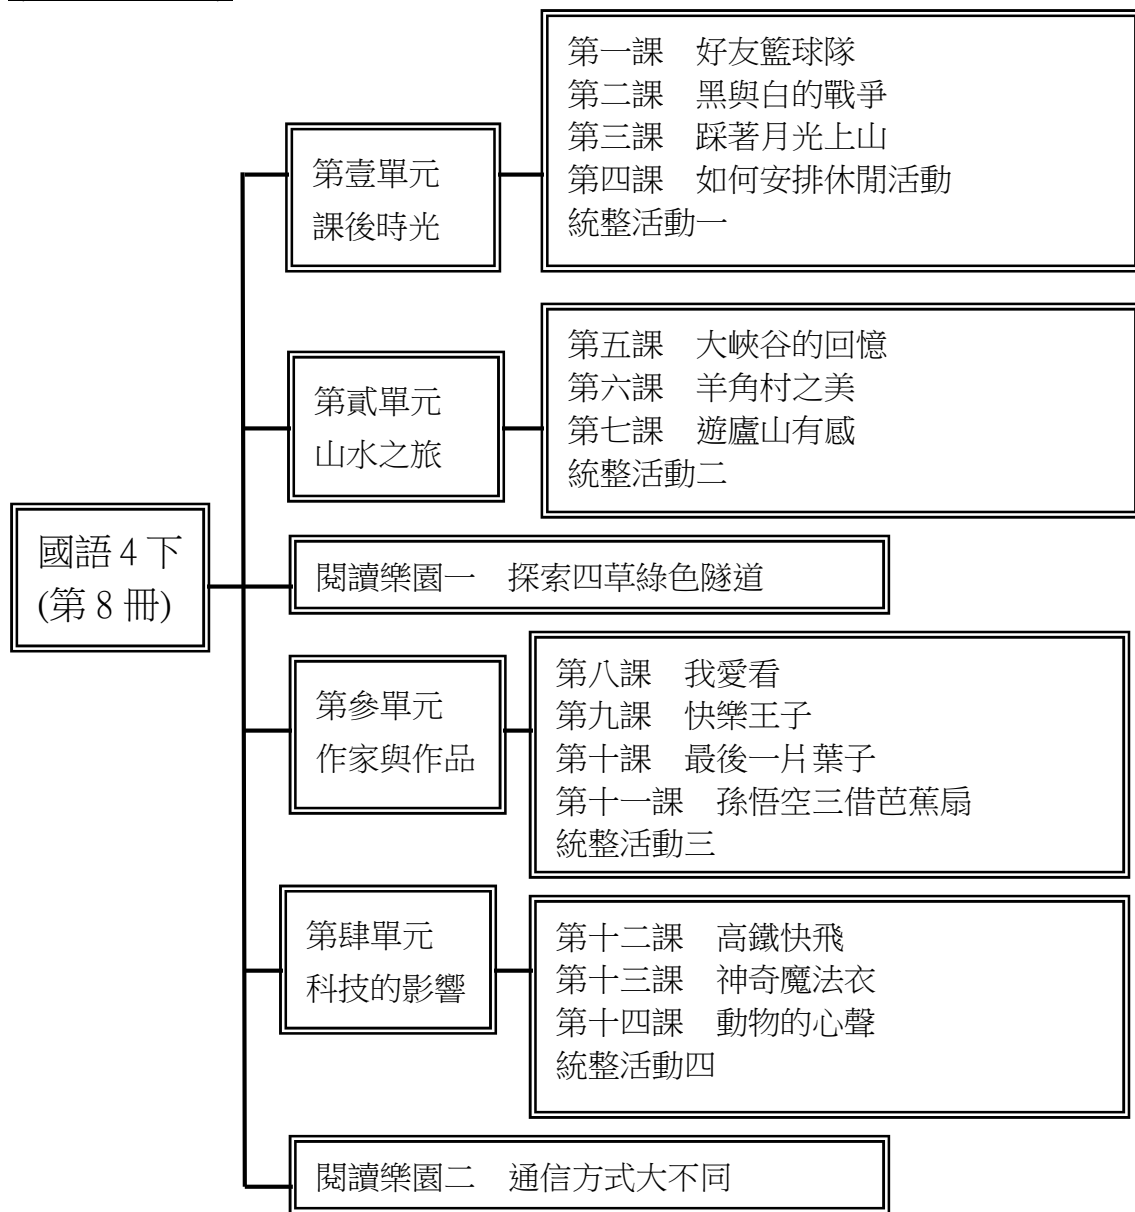 第一課　好友籃球隊
第二課　黑與白的戰爭
第三課　踩著月光上山
第四課　如何安排休閒活動
統整活動一
第壹單元
課後時光
第五課　大峽谷的回憶
第六課　羊角村之美
第七課　遊廬山有感
統整活動二
第貳單元
山水之旅
國語 4 下
(第 8 冊)
閱讀樂園一　探索四草綠色隧道
第八課　我愛看
第九課　快樂王子
第十課　最後一片葉子
第十一課　孫悟空三借芭蕉扇
統整活動三
第參單元
作家與作品
第十二課　高鐵快飛
第十三課　神奇魔法衣
第十四課　動物的心聲
統整活動四
第肆單元
科技的影響
閱讀樂園二　通信方式大不同